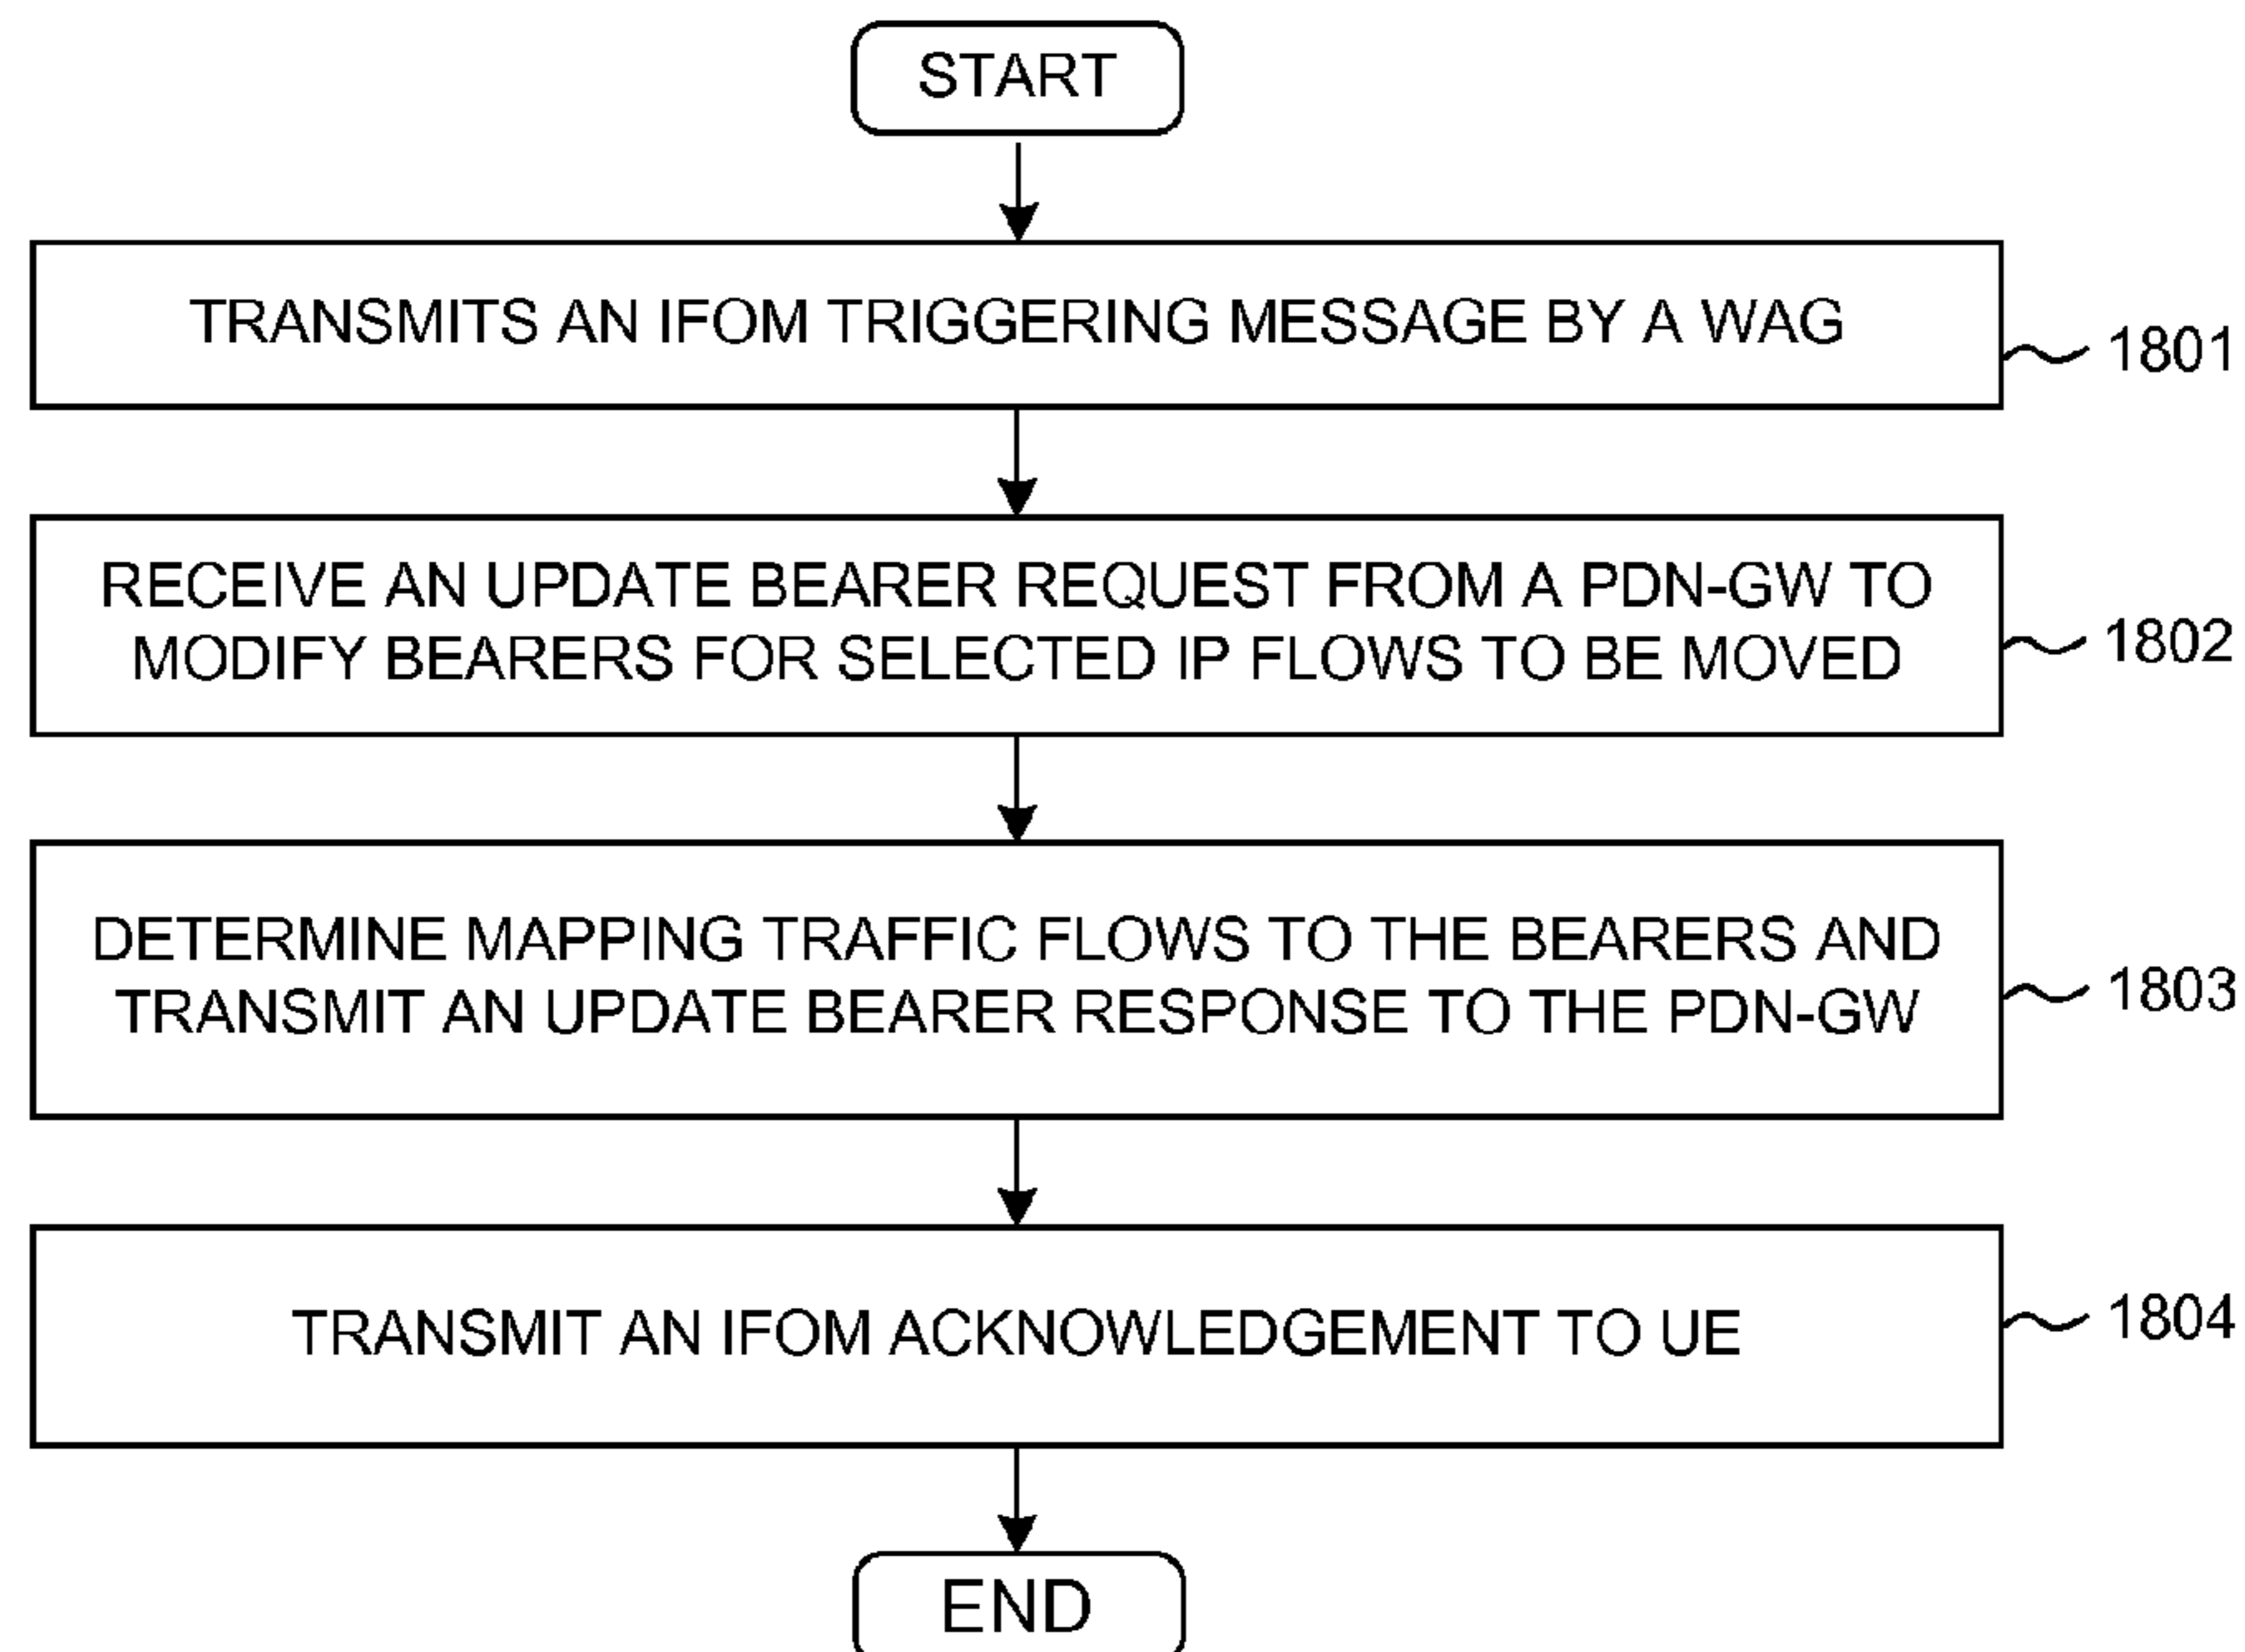 START
TRANSMITS AN IFOM TRIGGERING MESSAGE BY A WAG
1801
RECEIVE AN UPDATE BEARER REQUEST FROM A PDN-GW TO
MODIFY BEARERS FOR SELECTED IP FLOWS TO BE MOVED
1802
DETERMINE MAPPING TRAFFIC FLOWS TO THE BEARERS AND
TRANSMIT AN UPDATE BEARER RESPONSE TO THE PDN-GW
1803
TRANSMIT AN IFOM ACKNOWLEDGEMENT TO UE
1804
END